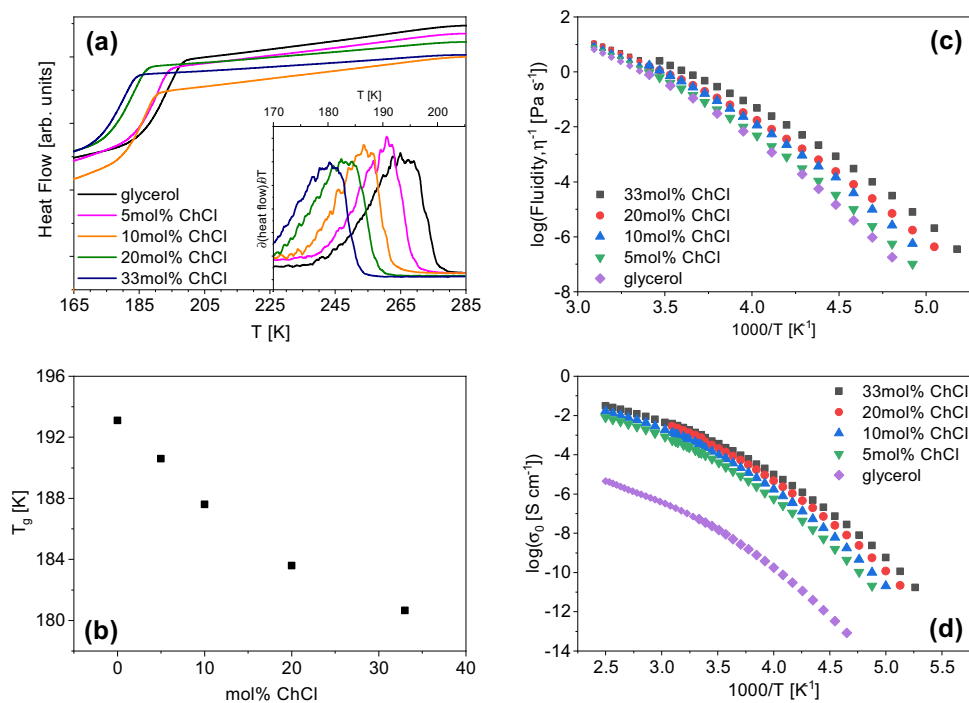 (a)
Heat Flow [arb. units]
glycerol
5mol% ChCl
10mol% ChCl
20mol% ChCl
33mol% ChCl
165 185 205 225 245 265 285
T [K]
T [K]
170 180 190 200
∂(heat flow)/∂T
(c)
log(Fluidity, η⁻¹ [Pa s⁻¹])
2
0
-2
-4
-6
-8
33mol% ChCl
20mol% ChCl
10mol% ChCl
5mol% ChCl
glycerol
3.0 3.5 4.0 4.5 5.0
1000/T [K⁻¹]
(b)
T_g [K]
196
192
188
184
180
0 10 20 30 40
mol% ChCl
(d)
log(σ₀ [S cm⁻¹])
0
-2
-4
-6
-8
-10
-12
-14
33mol% ChCl
20mol% ChCl
10mol% ChCl
5mol% ChCl
glycerol
2.5 3.0 3.5 4.0 4.5 5.0 5.5
1000/T [K⁻¹]